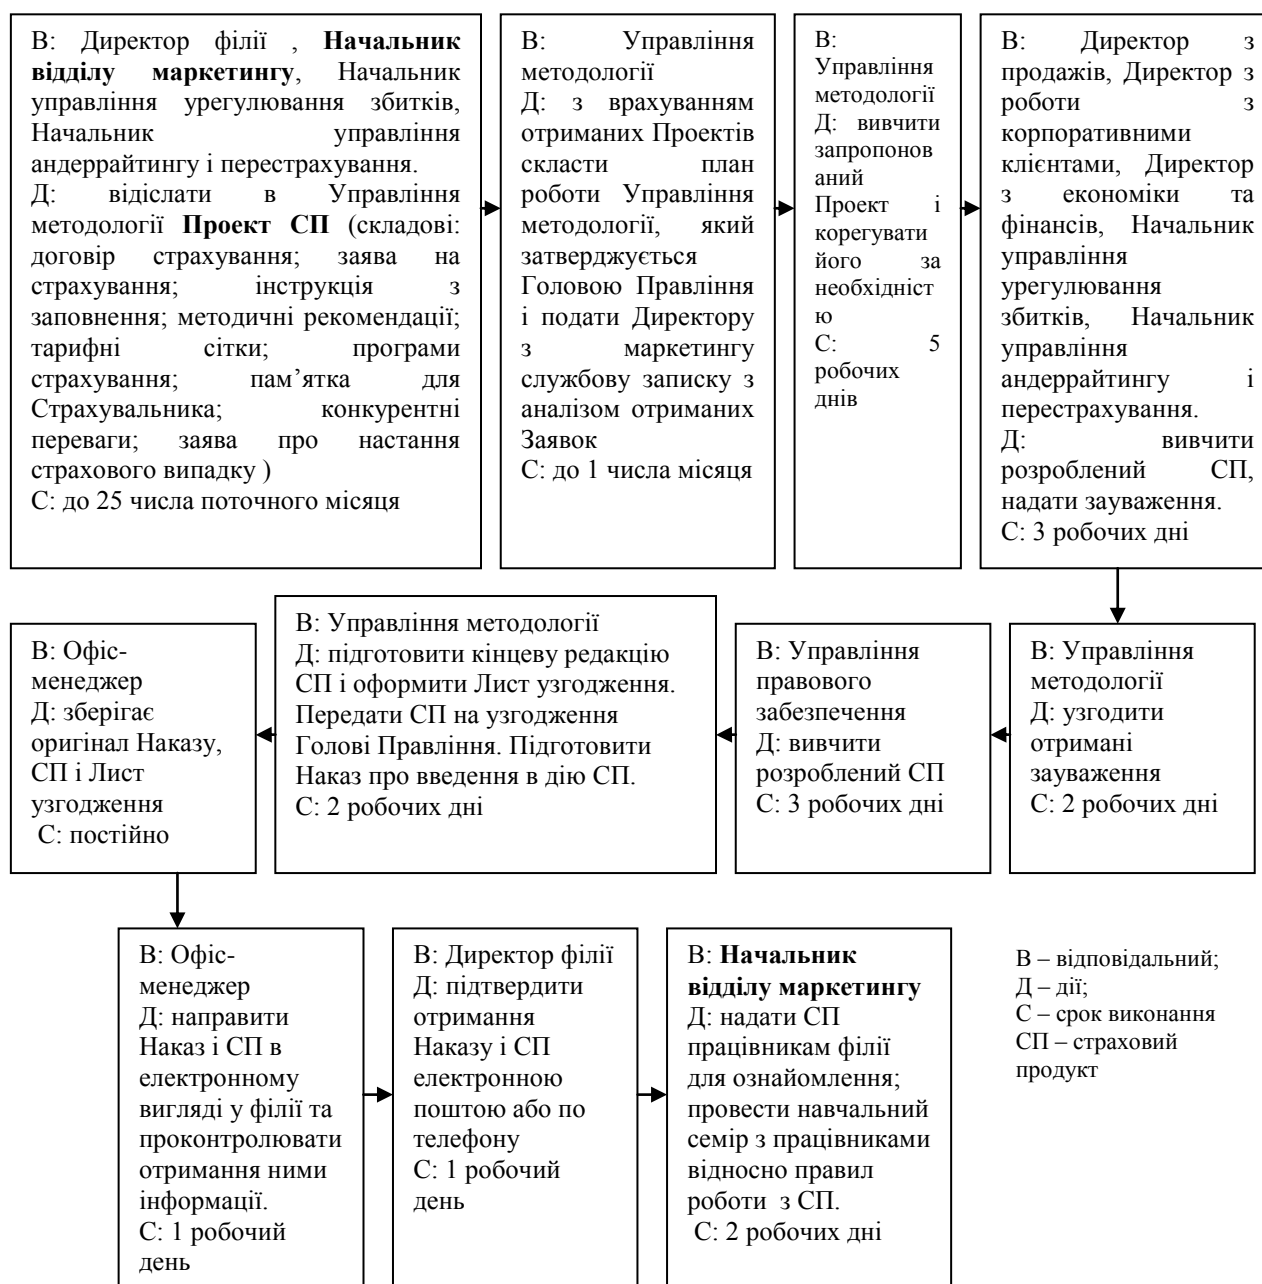 В: Директор філії , Начальник
відділу маркетингу, Начальник
управління урегулювання збитків,
Начальник управління
андеррайтингу і перестрахування.
Д: відіслати в Управління
методології Проект СП (складові:
договір страхування; заява на
страхування; інструкція з
заповнення; методичні рекомендації;
тарифні сітки; програми
страхування; пам’ятка для
Страхувальника; конкурентні
переваги; заява про настання
страхового випадку )
С: до 25 числа поточного місяця
В: Управління
методології
Д: з врахуванням
отриманих Проектів
скласти план
роботи Управління
методології, який
затверджується
Головою Правління
і подати Директору
з маркетингу
службову записку з
аналізом отриманих
Заявок
С: до 1 числа місяця
В:
Управління
методології
Д: вивчити
запропонов
аний
Проект і
корегувати
його за
необхідніст
ю
С: 5
робочих
днів
В: Директор з
продажів, Директор з
роботи з
корпоративними
клієнтами, Директор
з економіки та
фінансів, Начальник
управління
урегулювання
збитків, Начальник
управління
андеррайтингу і
перестрахування.
Д: вивчити
розроблений СП,
надати зауваження.
С: 3 робочих дні
В: Управління
методології
Д: узгодити
отримані
зауваження
С: 2 робочих дні
В: Управління
правового
забезпечення
Д: вивчити
розроблений СП
С: 3 робочих дні
В: Управління методології
Д: підготовити кінцеву редакцію
СП і оформити Лист узгодження.
Передати СП на узгодження
Голові Правління. Підготовити
Наказ про введення в дію СП.
С: 2 робочих дні
В: Офіс-
менеджер
Д: зберігає
оригінал Наказу,
СП і Лист
узгодження
С: постійно
В: Офіс-
менеджер
Д: направити
Наказ і СП в
електронному
вигляді у філії та
проконтролювати
отримання ними
інформації.
С: 1 робочий
день
В: Директор філії
Д: підтвердити
отримання
Наказу і СП
електронною
поштою або по
телефону
С: 1 робочий
день
В: Начальник
відділу маркетингу
Д: надати СП
працівникам філії
для ознайомлення;
провести навчальний
семір з працівниками
відносно правил
роботи з СП.
С: 2 робочих дні
В – відповідальний;
Д – дії;
С – срок виконання
СП – страховий
продукт